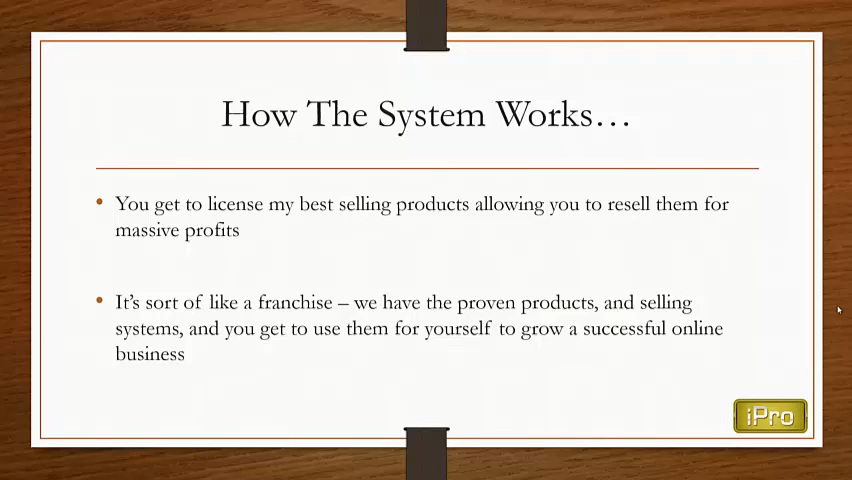 How The System Works…
You get to license my best selling products allowing you to resell them for
massive profits
It's sort of like a franchise – we have the proven products, and selling
systems, and you get to use them for yourself to grow a successful online
business
iPro